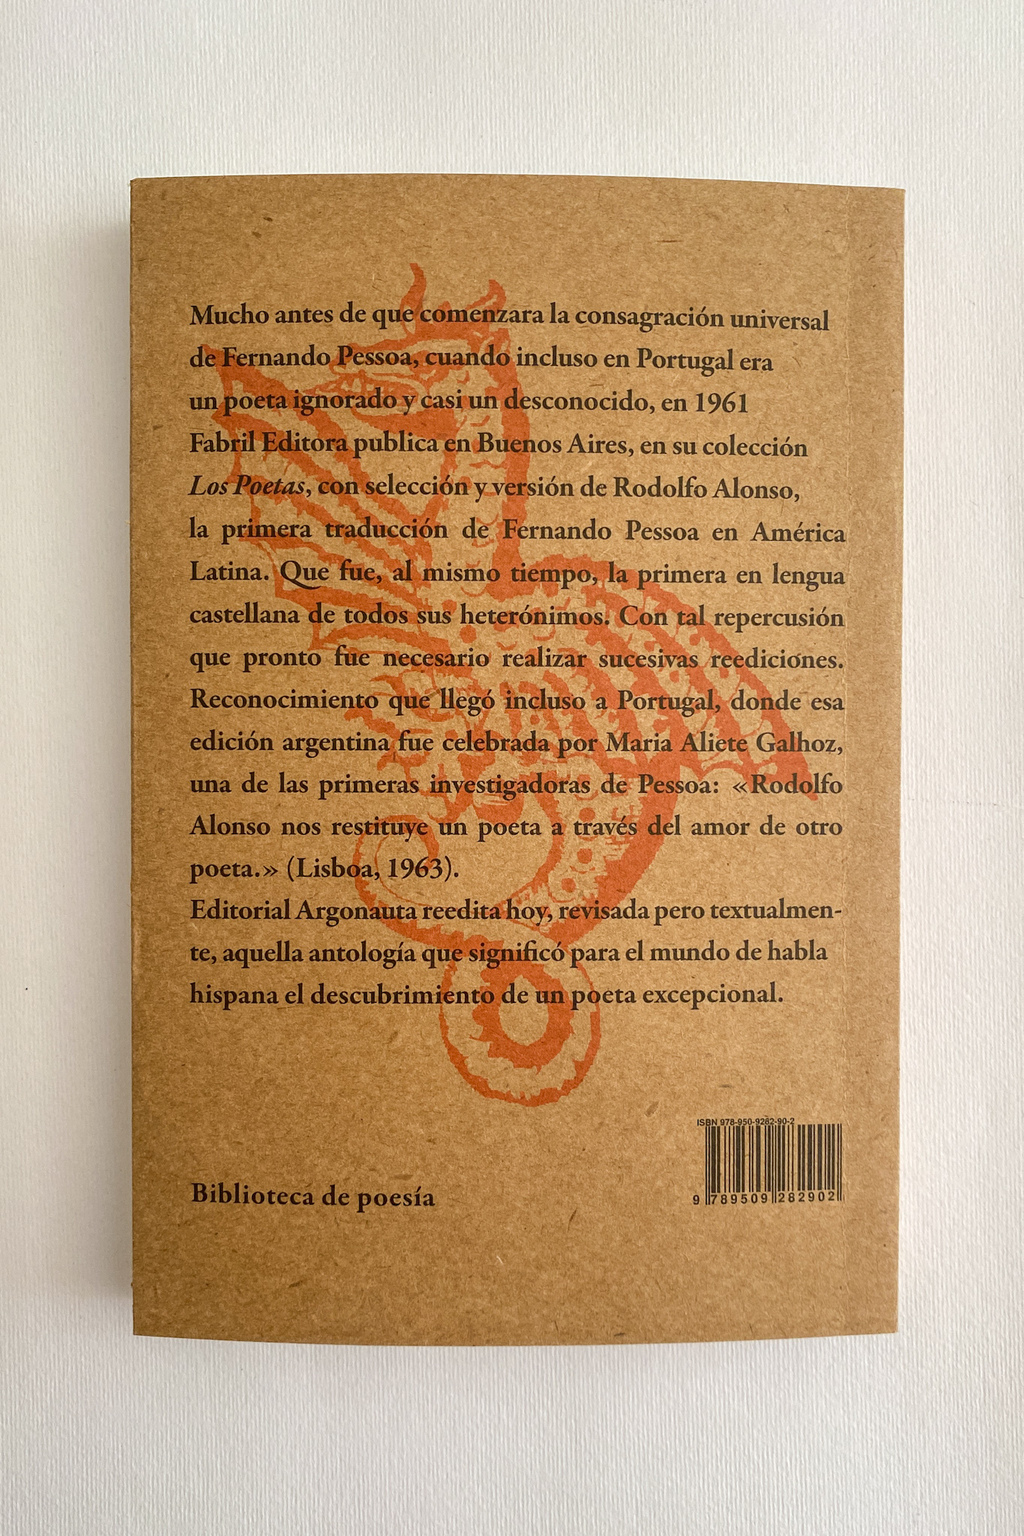 Mucho antes de que comenzara la consagración universal
de Fernando Pessoa, cuando incluso en Portugal era
un poeta ignorado y casi un desconocido, en 1961
Fabril Editora publica en Buenos Aires, en su colección
Los Poetas, con selección y versión de Rodolfo Alonso,
la primera traducción de Fernando Pessoa en América
Latina. Que fue, al mismo tiempo, la primera en lengua
castellana de todos sus heterónimos. Con tal repercusión
que pronto fue necesario realizar sucesivas reediciones.
Reconocimiento que llegó incluso a Portugal, donde esa
edición argentina fue celebrada por Maria Aliete Galhoz,
una de las primeras investigadoras de Pessoa: «Rodolfo
Alonso nos restituye un poeta a través del amor de otro
poeta.» (Lisboa, 1963).
Editorial Argonauta reedita hoy, revisada pero textualmen-
te, aquella antología que significó para el mundo de habla
hispana el descubrimiento de un poeta excepcional.
ISBN 978-950-9282-90-2
9 789509 282902
Biblioteca de poesía